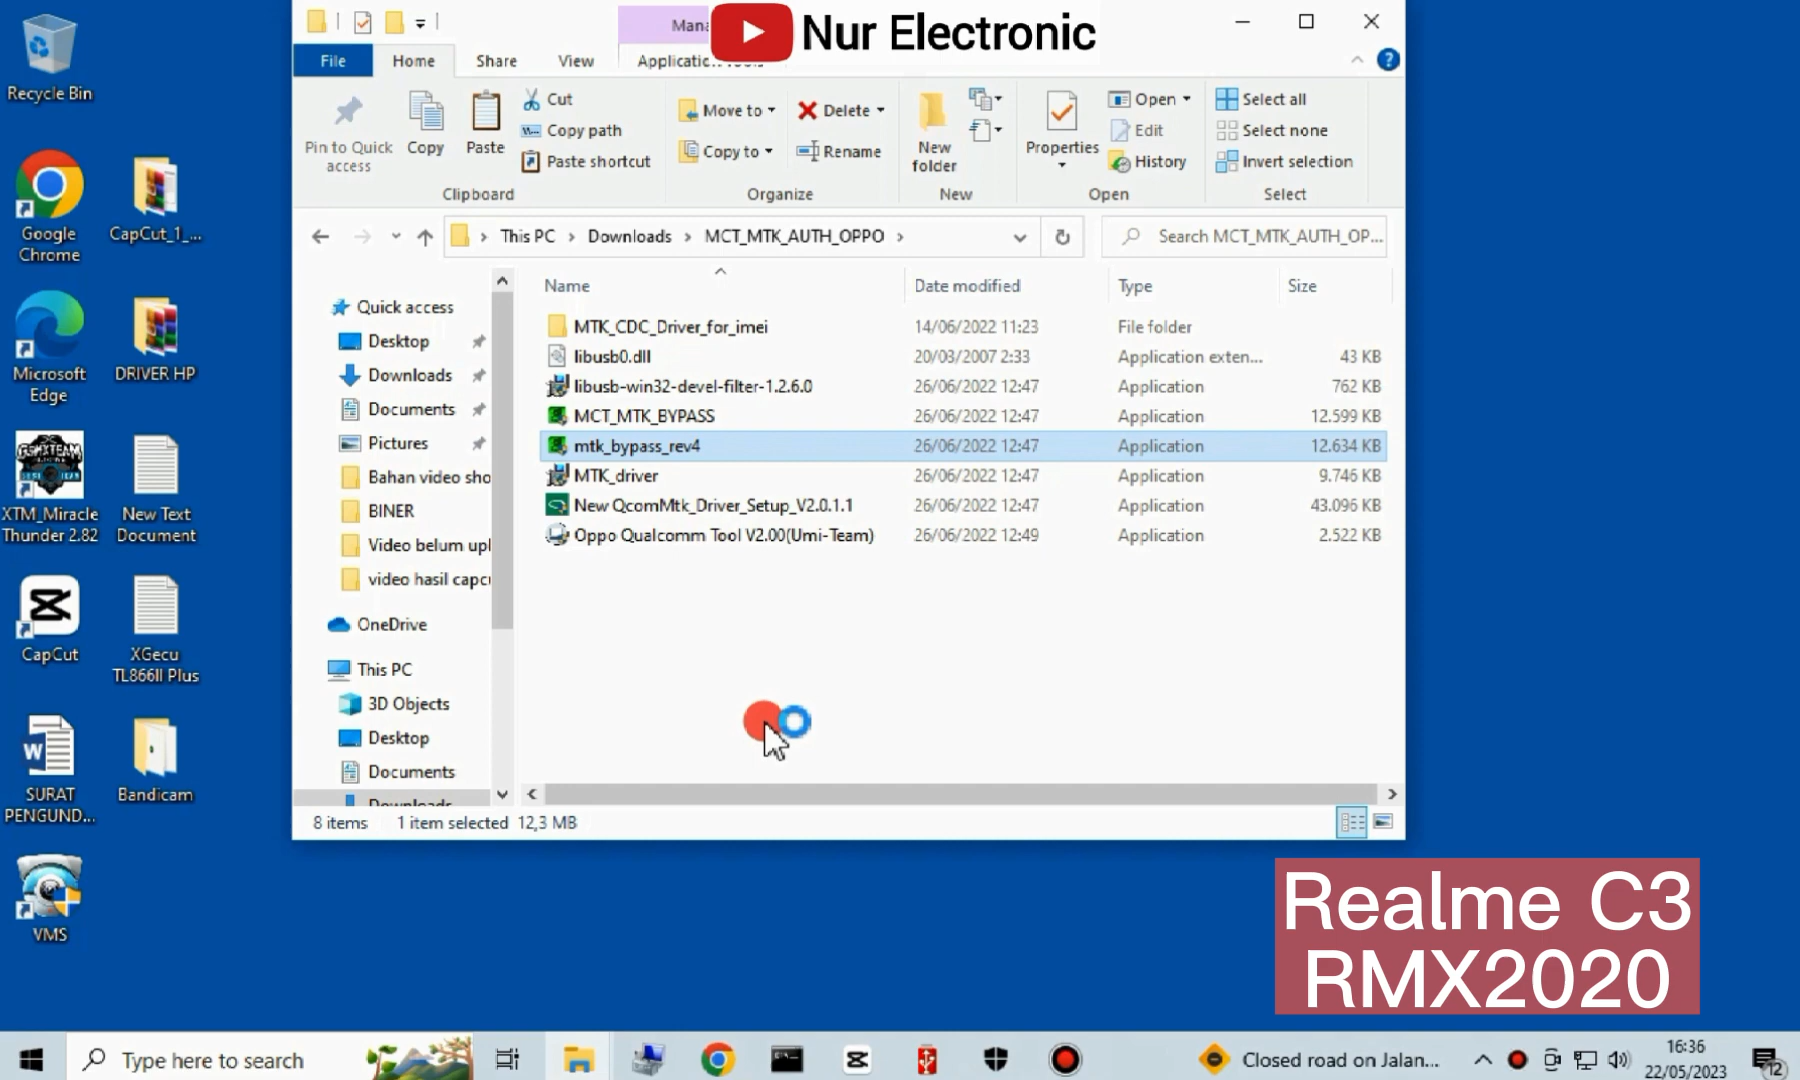 Mana
Nur Electronic
File
Home
Share
View
Applicatio
Pin to Quick access
Copy
Paste
Cut
Copy path
Paste shortcut
Clipboard
Move to
Copy to
Delete
Rename
Organize
New folder
New
Properties
Open
Edit
History
Open
Select all
Select none
Invert selection
Select
This PC > Downloads > MCT_MTK_AUTH_OPPO >
Search MCT_MTK_AUTH_OP...
Name Date modified Type Size
MTK_CDC_Driver_for_imei 14/06/2022 11:23 File folder
libusb0.dll 20/03/2007 2:33 Application exten... 43 KB
libusb-win32-devel-filter-1.2.6.0 26/06/2022 12:47 Application 762 KB
MCT_MTK_BYPASS 26/06/2022 12:47 Application 12.599 KB
mtk_bypass_rev4 26/06/2022 12:47 Application 12.634 KB
MTK_driver 26/06/2022 12:47 Application 9.746 KB
New QcomMtk_Driver_Setup_V2.0.1.1 26/06/2022 12:47 Application 43.096 KB
Oppo Qualcomm Tool V2.00(Umi-Team) 26/06/2022 12:49 Application 2.522 KB
Quick access
Desktop
Downloads
Documents
Pictures
Bahan video sho
BINER
Video belum upl
video hasil capcu
OneDrive
This PC
3D Objects
Desktop
Documents
Downloads
8 items 1 item selected 12,3 MB
Recycle Bin
Google Chrome
CapCut_1_...
Microsoft Edge
DRIVER HP
GSMXTEAM
XTM_Miracle Thunder 2.82
New Text Document
CapCut
XGecu TL866II Plus
SURAT PENGUND...
Bandicam
VMS
Realme C3
RMX2020
Type here to search
Closed road on Jalan...
16:36
22/05/2023
12